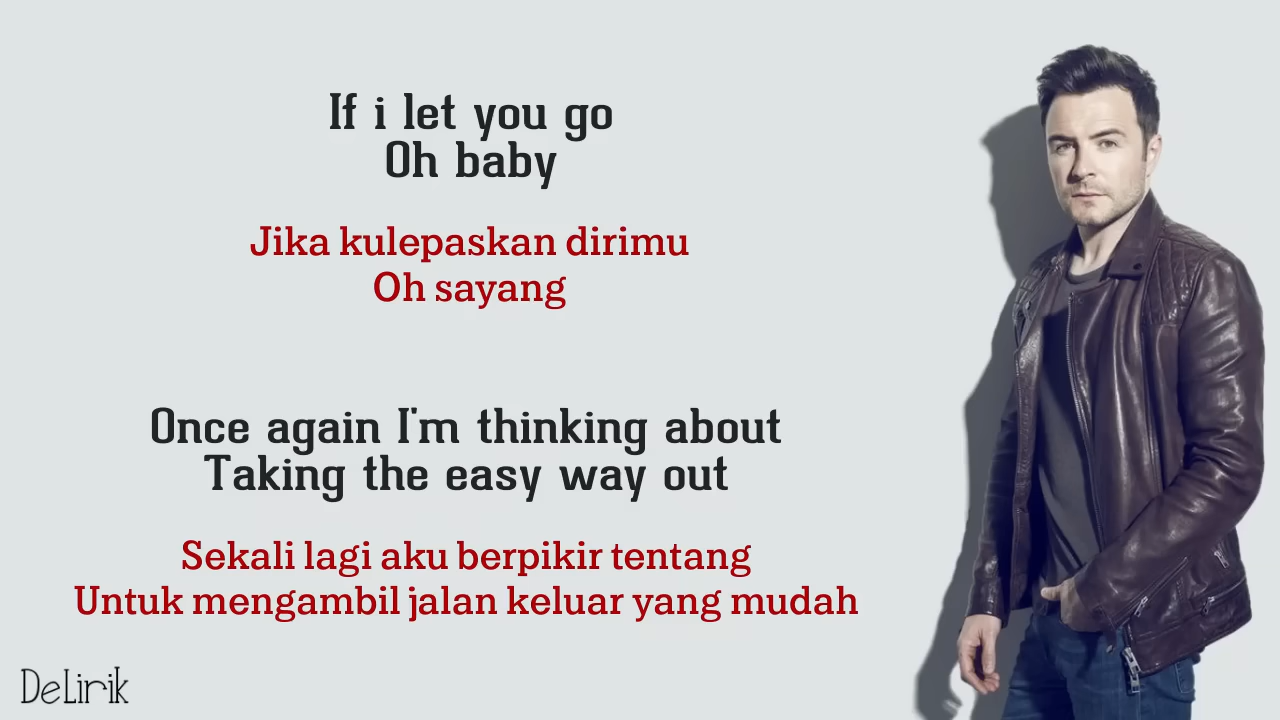 If i let you go
Oh baby
Jika kulepaskan dirimu
Oh sayang
Once again I'm thinking about
Taking the easy way out
Sekali lagi aku berpikir tentang
Untuk mengambil jalan keluar yang mudah
DeLirik